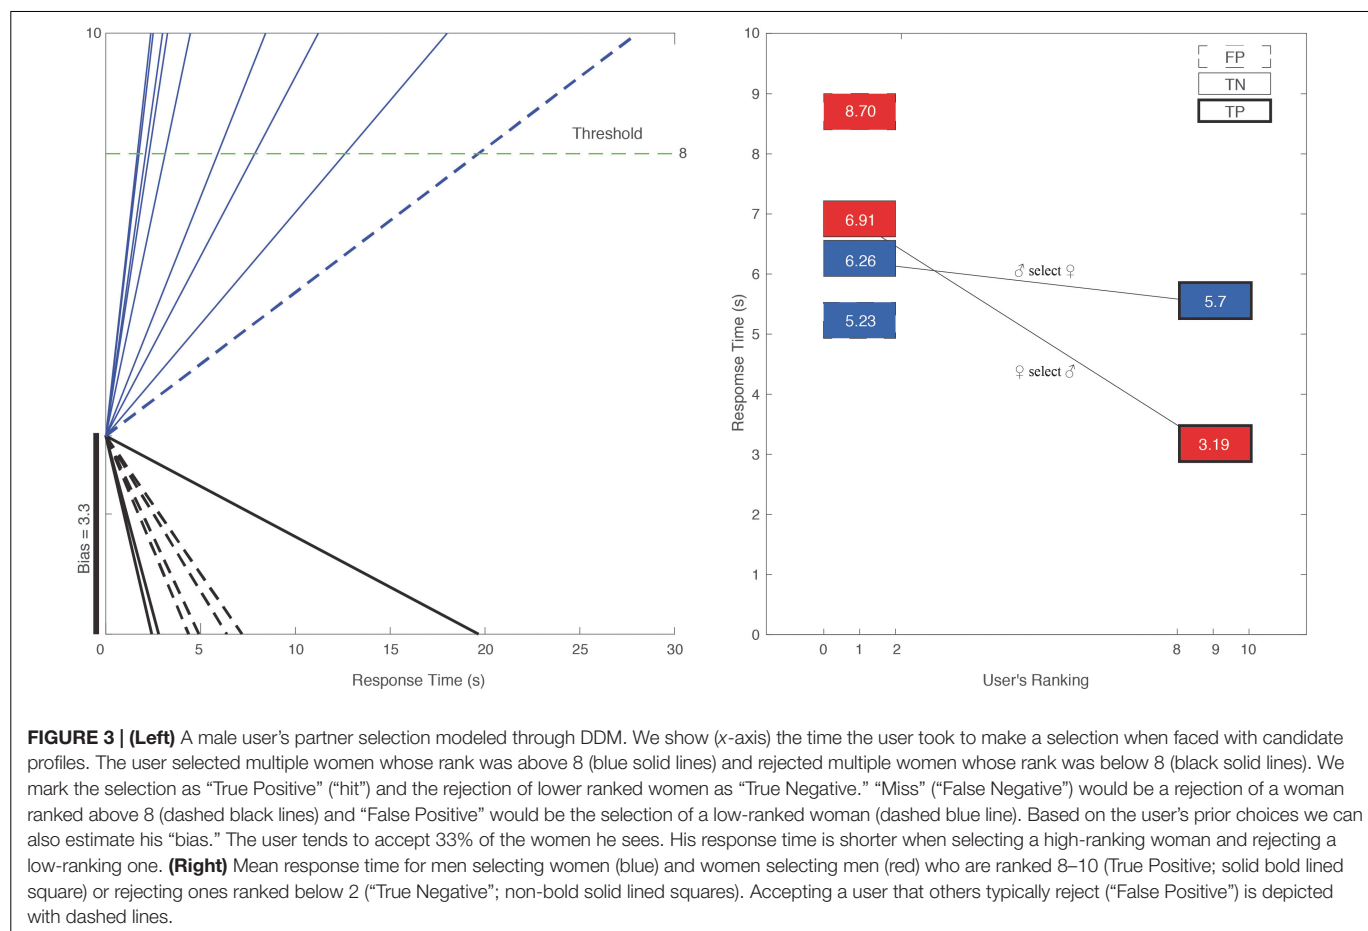 10
Threshold
8
Bias = 3.3
0 5 10 15 20 25 30
Response Time (s)
10
9
8
7
6
5
4
3
2
1
0
Respomse Time (s)
FP
TN
TP
8.70
6.91
6.26
5.23
♂ select ♀
5.7
♀ select ♂
3.19
0 1 2 8 9 10
User's Ranking
FIGURE 3 | (Left) A male user's partner selection modeled through DDM. We show (x-axis) the time the user took to make a selection when faced with candidate
profiles. The user selected multiple women whose rank was above 8 (blue solid lines) and rejected multiple women whose rank was below 8 (black solid lines). We
mark the selection as "True Positive" ("hit") and the rejection of lower ranked women as "True Negative." "Miss" ("False Negative") would be a rejection of a woman
ranked above 8 (dashed black lines) and "False Positive" would be the selection of a low-ranked woman (dashed blue line). Based on the user's prior choices we can
also estimate his "bias." The user tends to accept 33% of the women he sees. His response time is shorter when selecting a high-ranking woman and rejecting a
low-ranking one. (Right) Mean response time for men selecting women (blue) and women selecting men (red) who are ranked 8–10 (True Positive; solid bold lined
square) or rejecting ones ranked below 2 ("True Negative"; non-bold solid lined squares). Accepting a user that others typically reject ("False Positive") is depicted
with dashed lines.